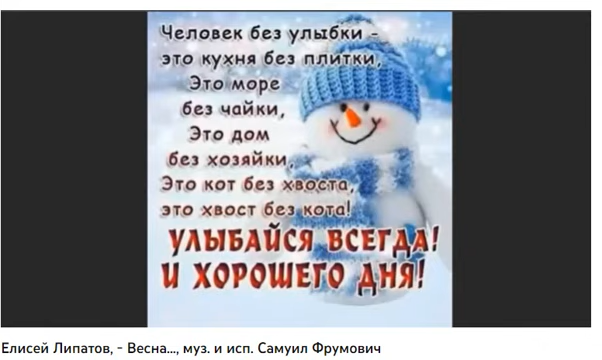 Человек без улыбки -
это кухня без плитки,
Это море
без чайки,
Это дом
без хозяйки,
Это кот без хвоста,
это хвост без кота!
УЛЫБАЙСЯ ВСЕГДА!
И ХОРОШЕГО ДНЯ!
Елисей Липатов, - Весна..., муз. и исп. Самуил Фрумович